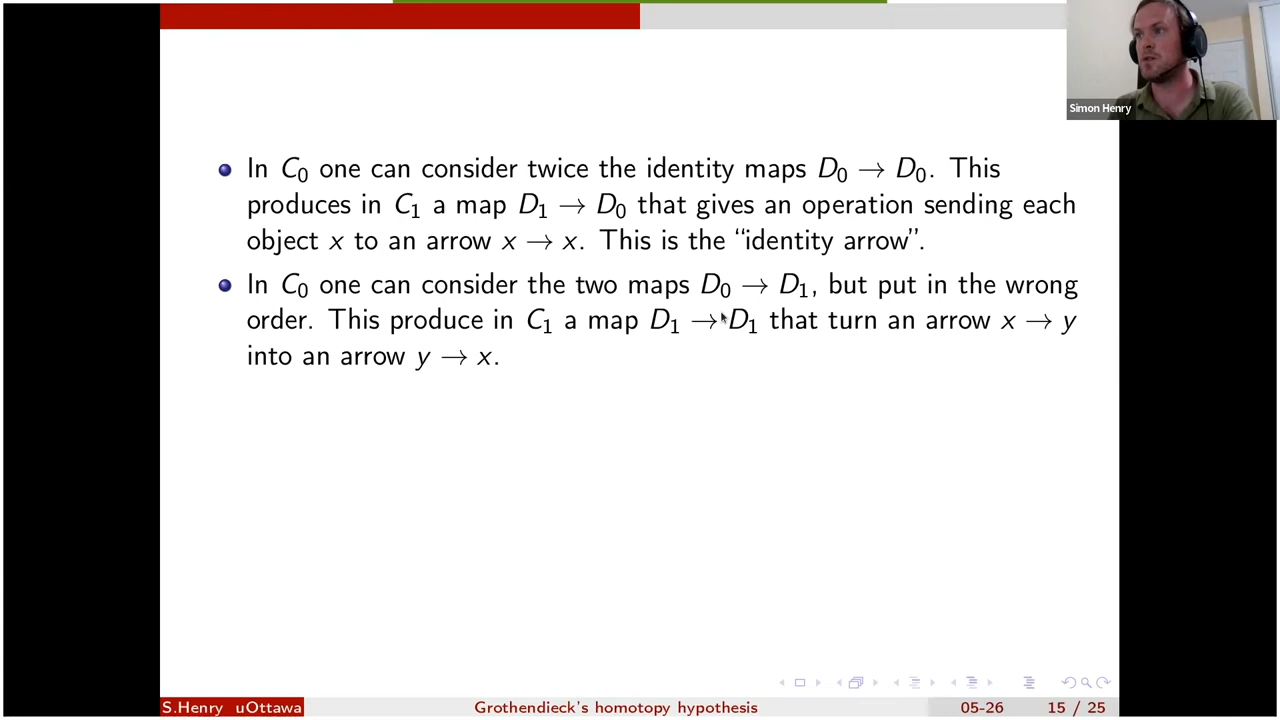 Simon Henry
In C₀ one can consider twice the identity maps D₀ → D₀. This
produces in C₁ a map D₁ → D₀ that gives an operation sending each
object x to an arrow x → x. This is the “identity arrow”.
In C₀ one can consider the two maps D₀ → D₁, but put in the wrong
order. This produce in C₁ a map D₁ → D₁ that turn an arrow x → y
into an arrow y → x.
S.Henry uOttawa Grothendieck's homotopy hypothesis 05-26 15 / 25